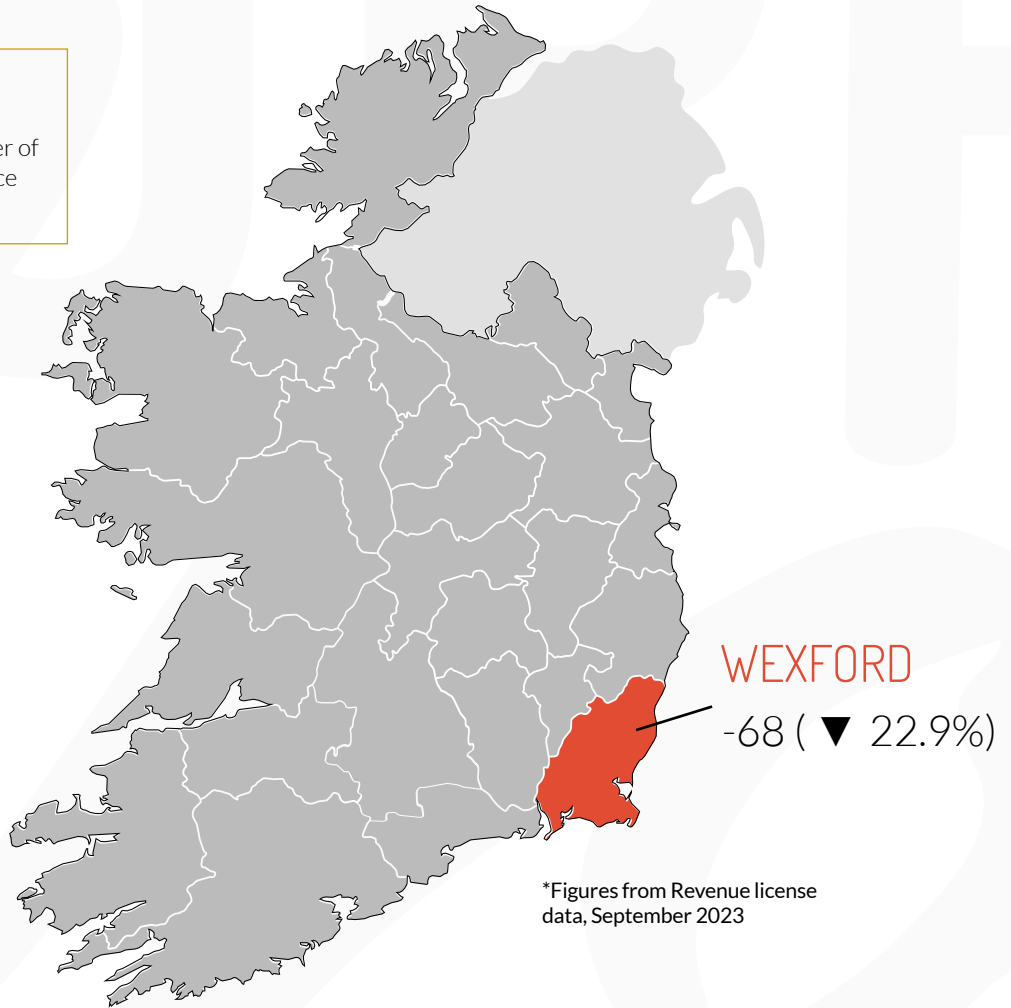 er of
ce
WEXFORD
-68 ( ▼ 22.9%)
*Figures from Revenue license
data, September 2023